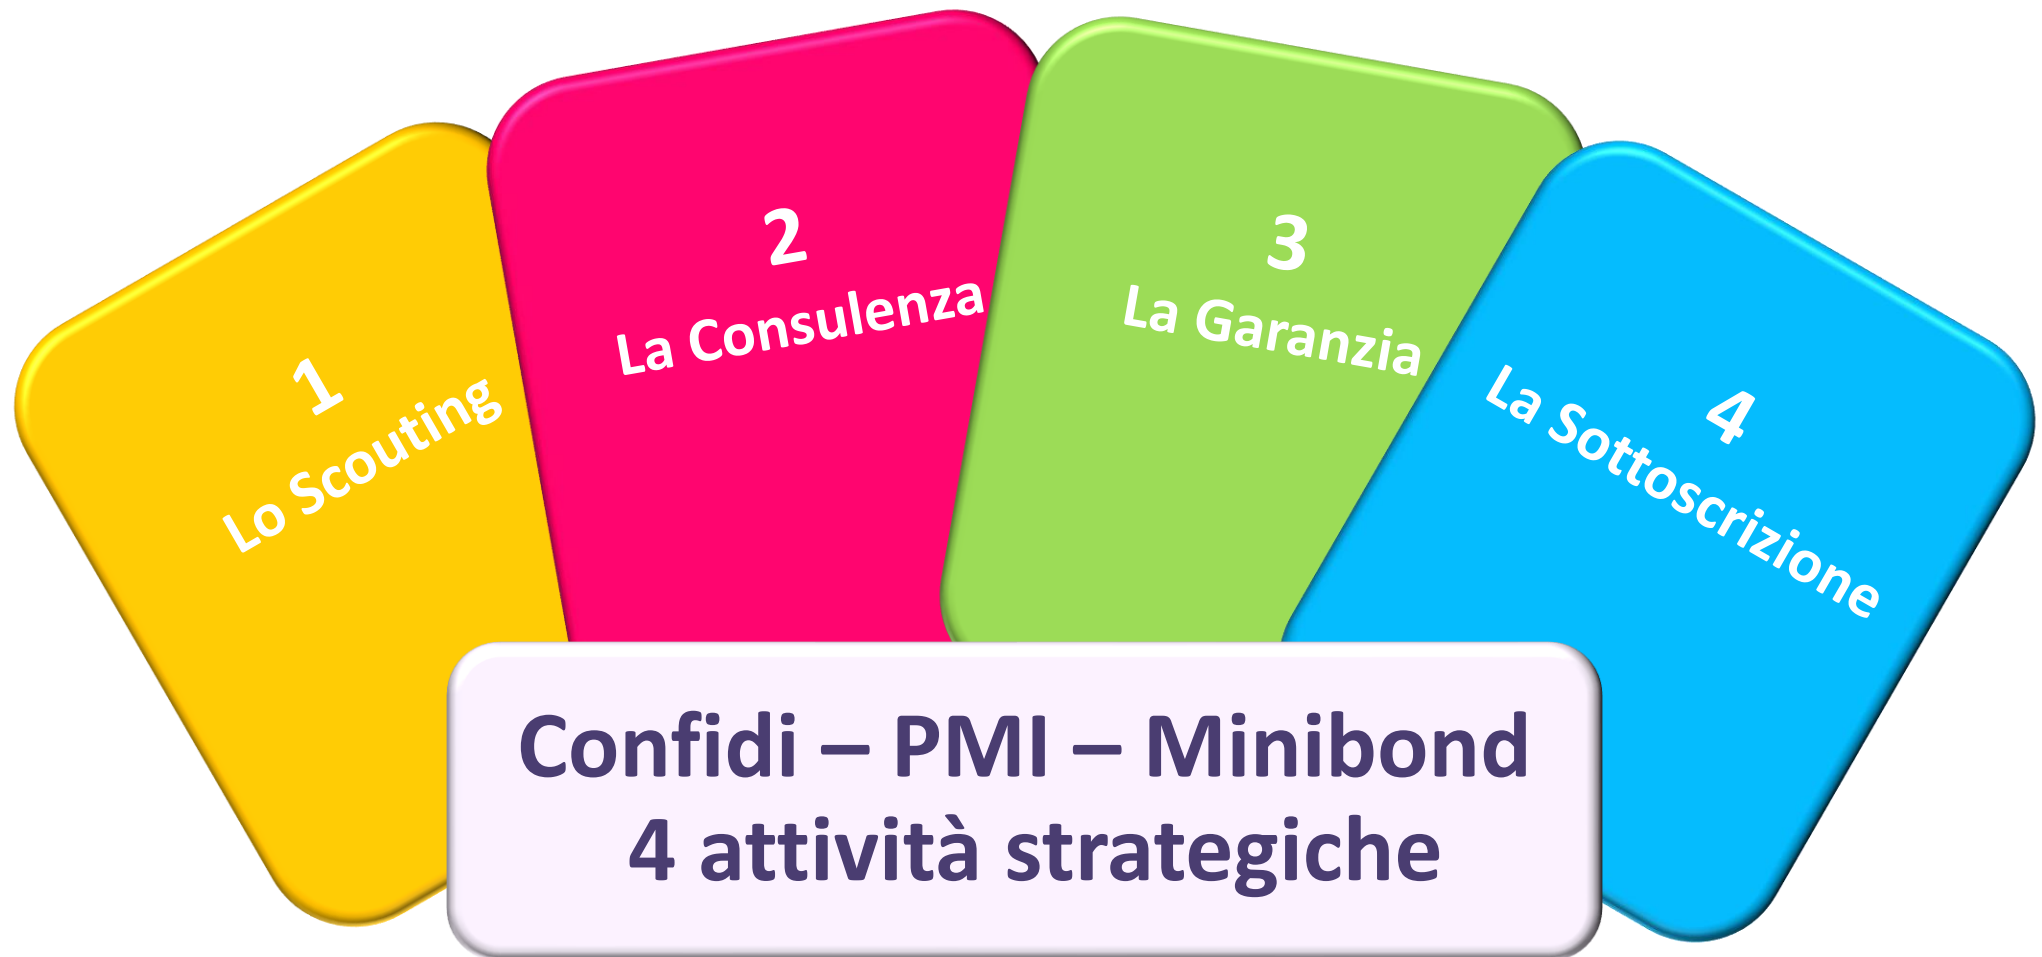 1
Lo Scouting
2
La Consulenza
3
La Garanzia
4
La Sottoscrizione
Confidi – PMI – Minibond
4 attività strategiche